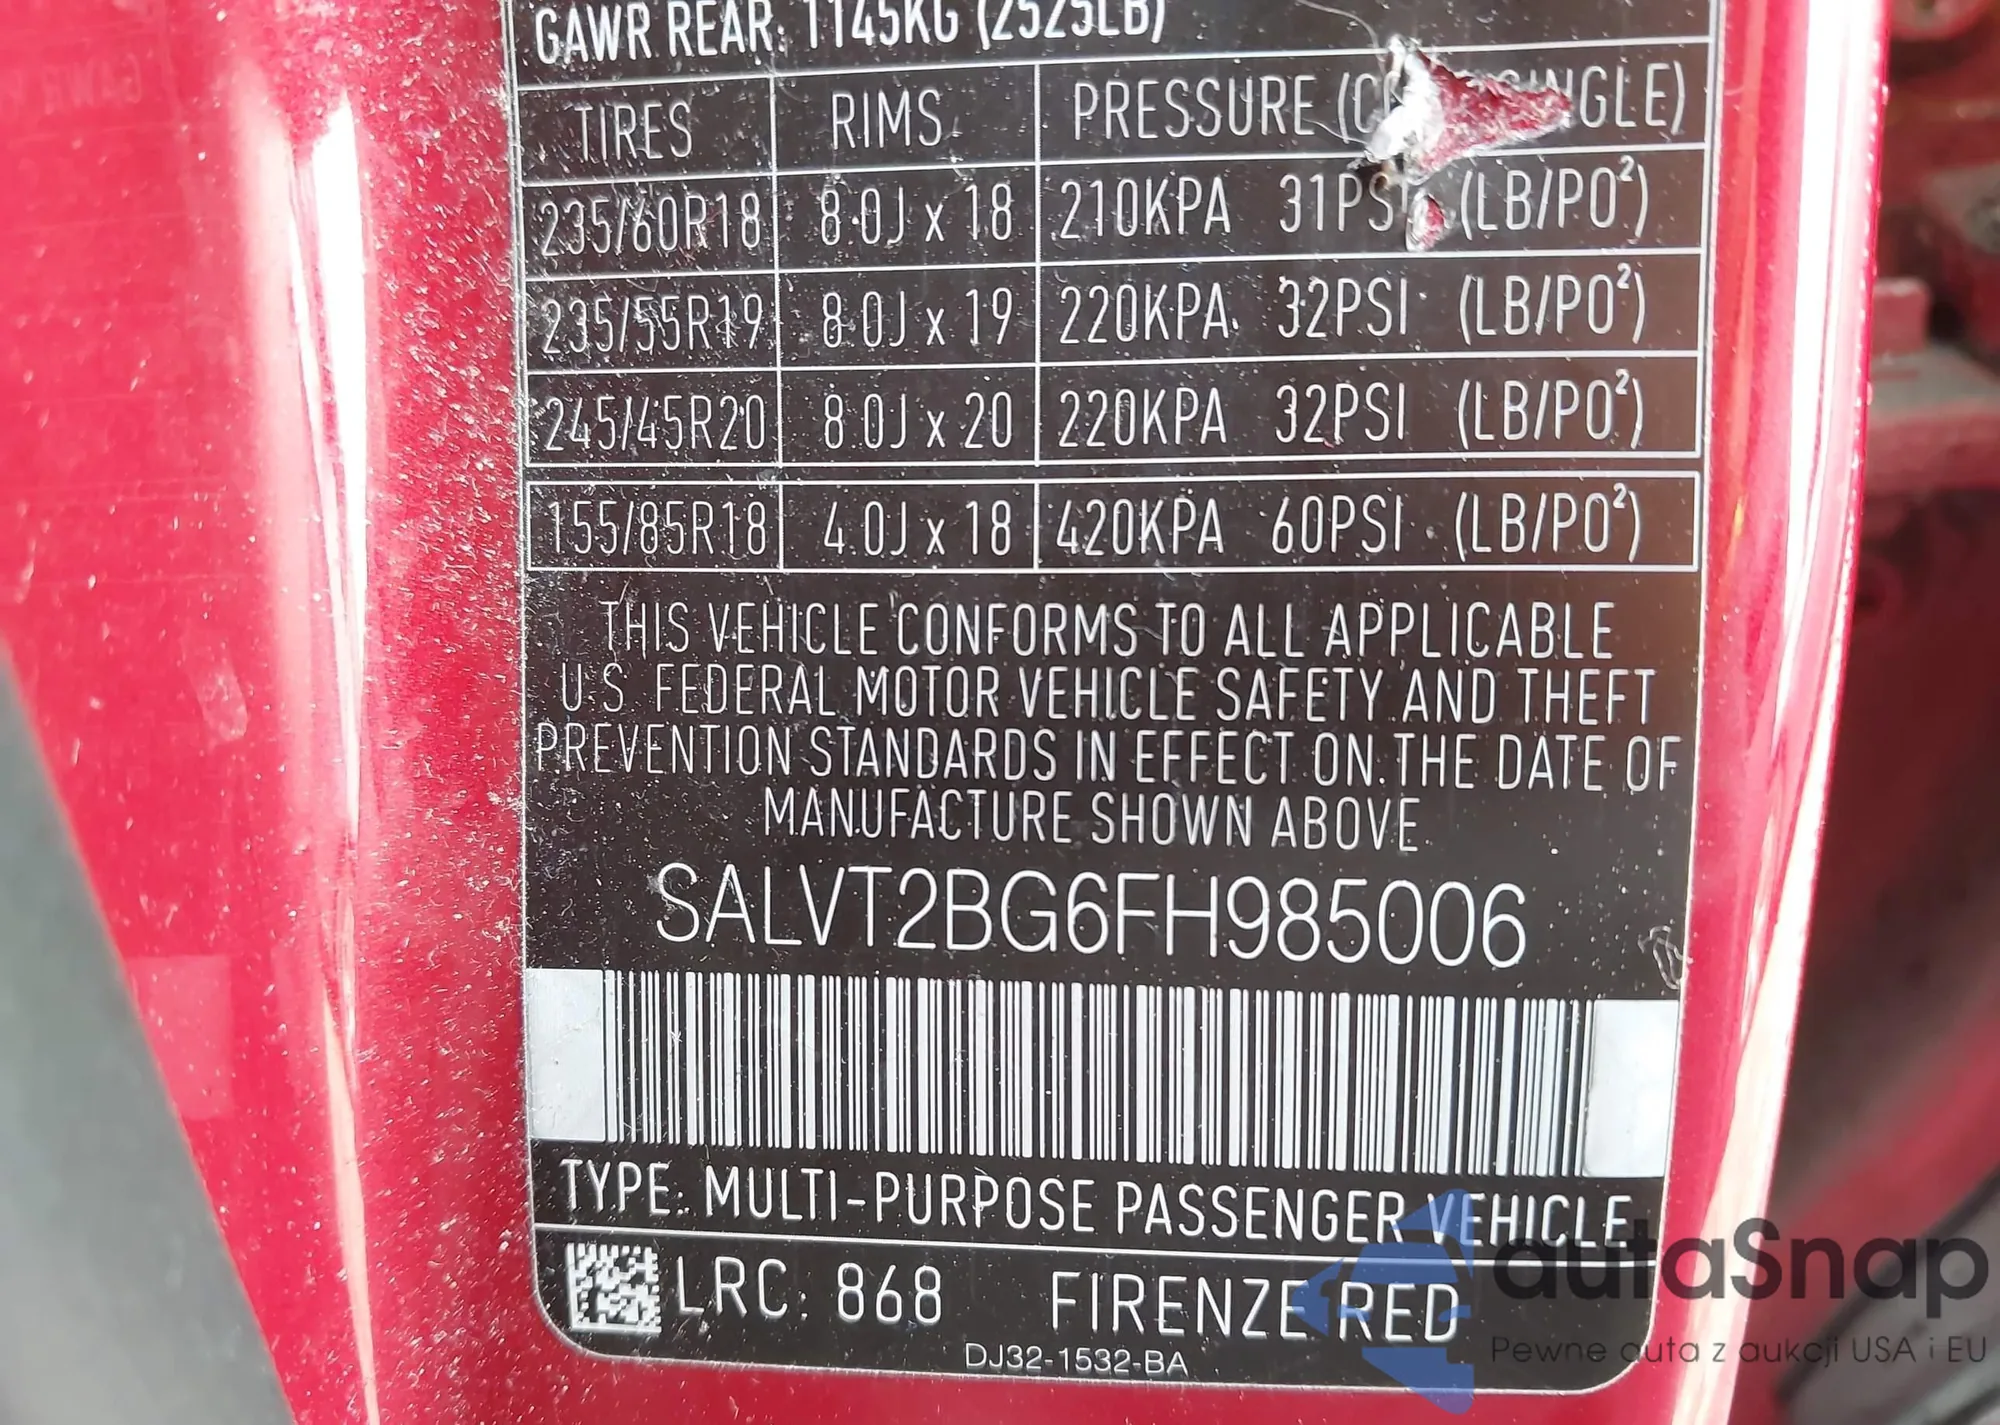 GAWR REAR: 1145KG (2525LB)
TIRES RIMS PRESSURE
235/60R18 8.0J x 18 210KPA 31PSI (LB/PO²)
235/55R19 8.0J x 19 220KPA 32PSI (LB/PO²)
245/45R20 8.0J x 20 220KPA 32PSI (LB/PO²)
155/85R18 4.0J x 18 420KPA 60PSI (LB/PO²)
THIS VEHICLE CONFORMS TO ALL APPLICABLE
U.S. FEDERAL MOTOR VEHICLE SAFETY AND THEFT
PREVENTION STANDARDS IN EFFECT ON THE DATE OF
MANUFACTURE SHOWN ABOVE
SALVT2BG6FH985006
TYPE: MULTI-PURPOSE PASSENGER VEHICLE
LRC: 868 FIRENZE RED
DJ32-1532-BA
autaSnap
Pewne auta z aukcji USA i EU